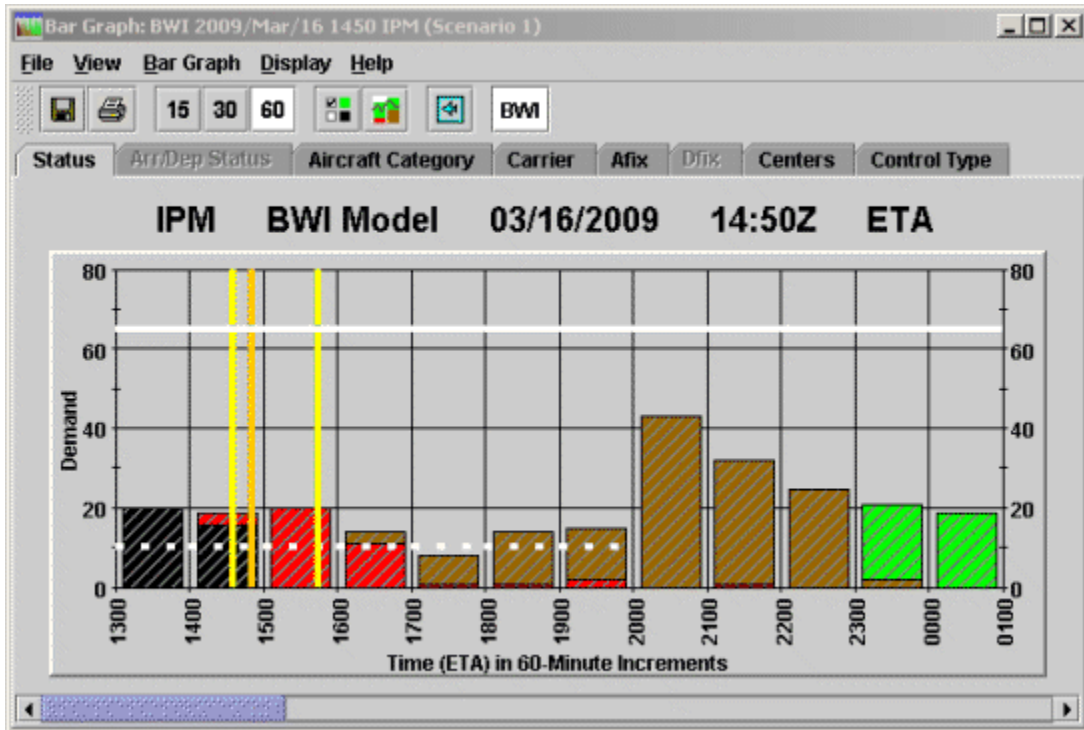 Bar Graph: BWI 2009/Mar/16 1450 IPM (Scenario 1)
File View Bar Graph Display Help
15 30 60 BWI
Status Arr/Dep Status Aircraft Category Carrier Afix Dfix Centers Control Type
IPM BWI Model 03/16/2009 14:50Z ETA
80 80
60 60
40 40
20 20
0 0
Demand
1300 1400 1500 1600 1700 1800 1900 2000 2100 2200 2300 0000 0100
Time (ETA) in 60-Minute Increments